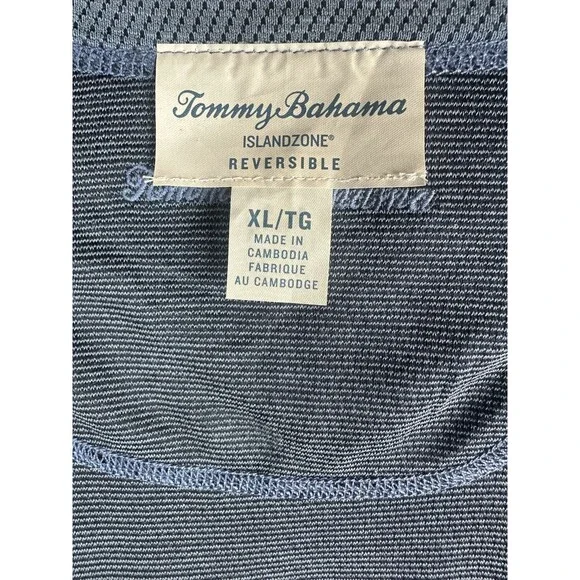 Tommy Bahama
ISLANDZONE®
REVERSIBLE
XL/TG
MADE IN
CAMBODIA
FABRIQUE
AU CAMBODGE